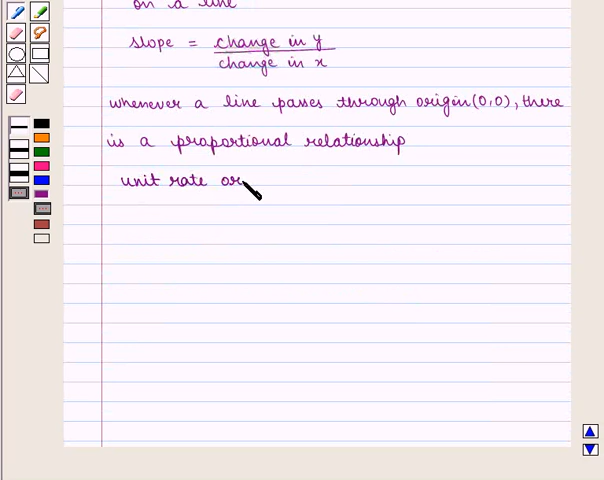 on a line
slope = change in y
change in x
whenever a line passes through origin (0,0), there
is a proportional relationship
unit rate or